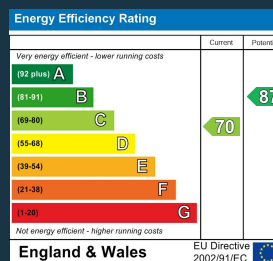 Energy Efficiency Rating
Current Potenti
Very energy efficient - lower running costs
(92 plus) A
(81-91) B 87
(69-80) C 70
(55-68) D
(39-54) E
(21-38) F
(1-20) G
Not energy efficient - higher running costs
England & Wales
EU Directive
2002/91/EC